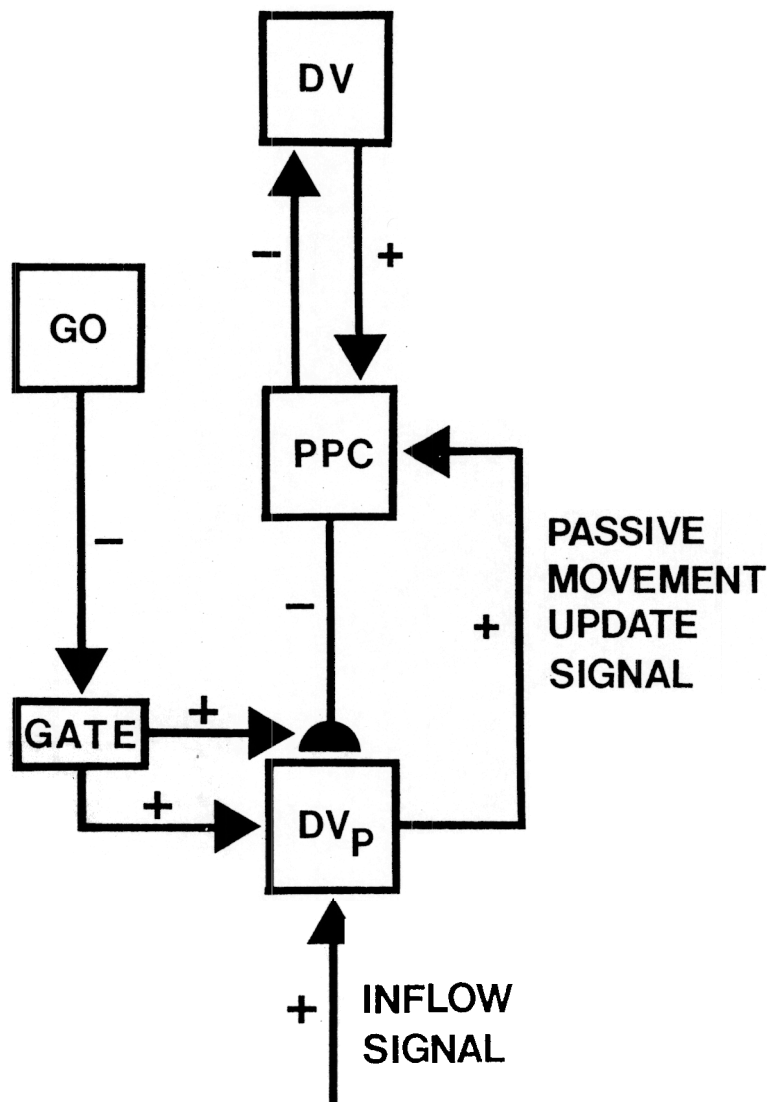 DV
−
+
GO
PPC
−
−
PASSIVE
MOVEMENT
UPDATE
SIGNAL
+
+
GATE
+
DVP
+
INFLOW
SIGNAL